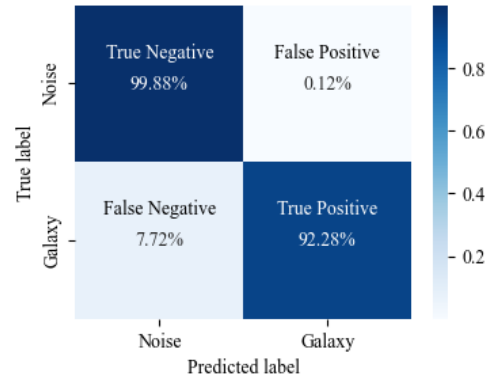 True Negative
99.88%
False Positive
0.12%
False Negative
7.72%
True Positive
92.28%
Noise
Galaxy
True label
Noise
Galaxy
Predicted label
0.8
0.6
0.4
0.2